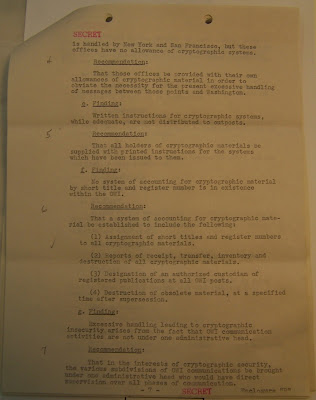 SECRET
is handled by New York and San Francisco, but these
offices have no allowance of cryptographic systems.
Recommendation:
That these offices be provided with their own
allowances of cryptographic material in order to
obviate the necessity for the present excessive handling
of messages between those points and Washington.
e. Finding:
Written instructions for cryptographic systems,
while adequate, are not distributed to outposts.
5
Recommendation:
That all holders of cryptographic materials be
supplied with printed instructions for the systems
which have been issued to them.
f. Finding:
No system of accounting for cryptographic material
by short title and register number is in existence
within the OWI.
6
Recommendation:
That a system of accounting for cryptographic mate-
rial be established to include the following:
(1) Assignment of short titles and register numbers
to all cryptographic materials.
(2) Reports of receipt, transfer, inventory and
destruction of all cryptographic materials.
(3) Designation of an authorized custodian of
registered publications at all OWI posts.
(4) Destruction of obsolete material, at a specified
time after supersession.
g. Finding:
Excessive handling leading to cryptographic
insecurity arises from the fact that OWI communication
activities are not under one administrative head.
7
Recommendation:
That in the interests of cryptographic security,
the various subdivisions of OWI communications be brought
under one administrative head who would have direct
supervision over all phases of communication.
- 7 -
SECRET
Enclosure